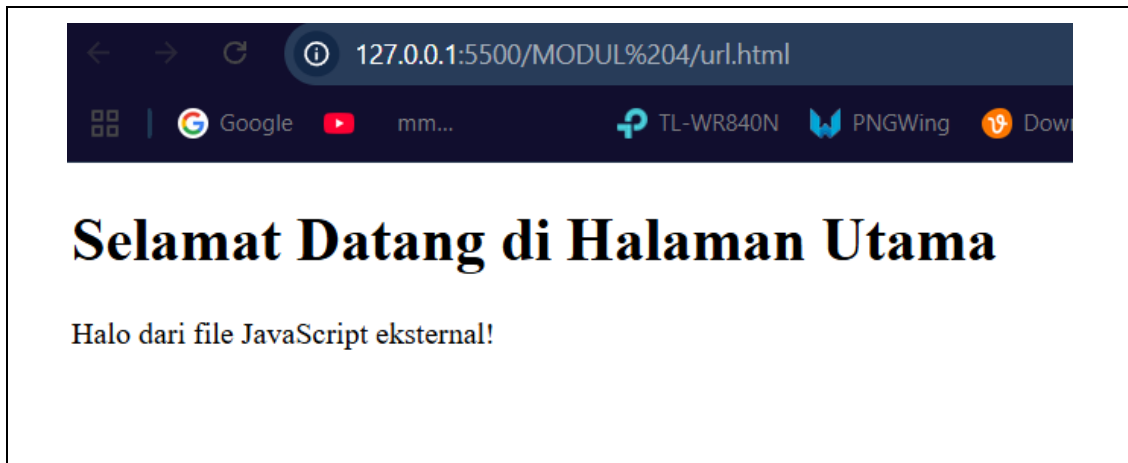 127.0.0.1:5500/MODUL%204/url.html
Google mm... TL-WR840N PNGWing Dow
Selamat Datang di Halaman Utama
Halo dari file JavaScript eksternal!